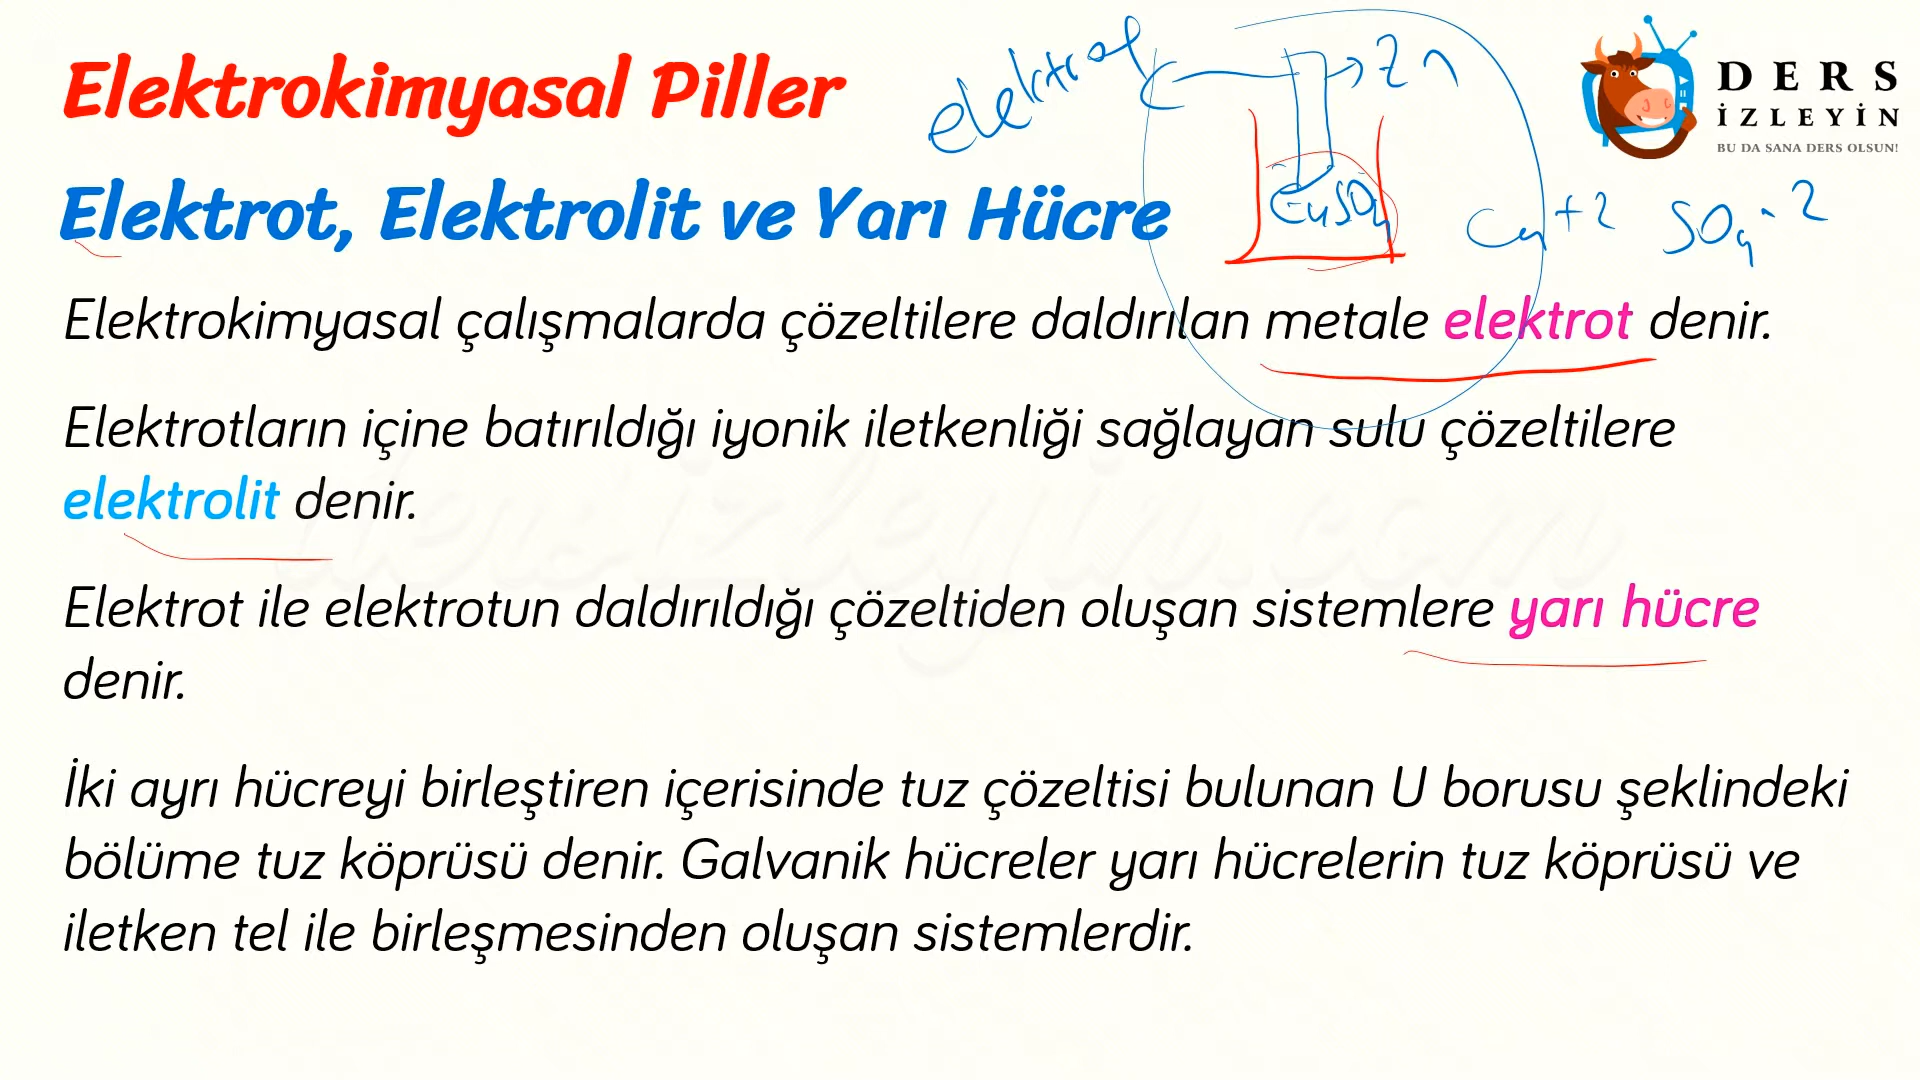 Elektrokimyasal Piller
elektrot
Zn
DERS
İZLEYİN
BU DA SANA DERS OLSUN!
Elektrot, Elektrolit ve Yarı Hücre
CuSO4
Cu+2 SO4-2
Elektrokimyasal çalışmalarda çözeltilere daldırılan metale elektrot denir.
Elektrotların içine batırıldığı iyonik iletkenliği sağlayan sulu çözeltilere
elektrolit denir.
dersizleyin.com
Elektrot ile elektrotun daldırıldığı çözeltiden oluşan sistemlere yarı hücre
denir.
İki ayrı hücreyi birleştiren içerisinde tuz çözeltisi bulunan U borusu şeklindeki
bölüme tuz köprüsü denir. Galvanik hücreler yarı hücrelerin tuz köprüsü ve
iletken tel ile birleşmesinden oluşan sistemlerdir.